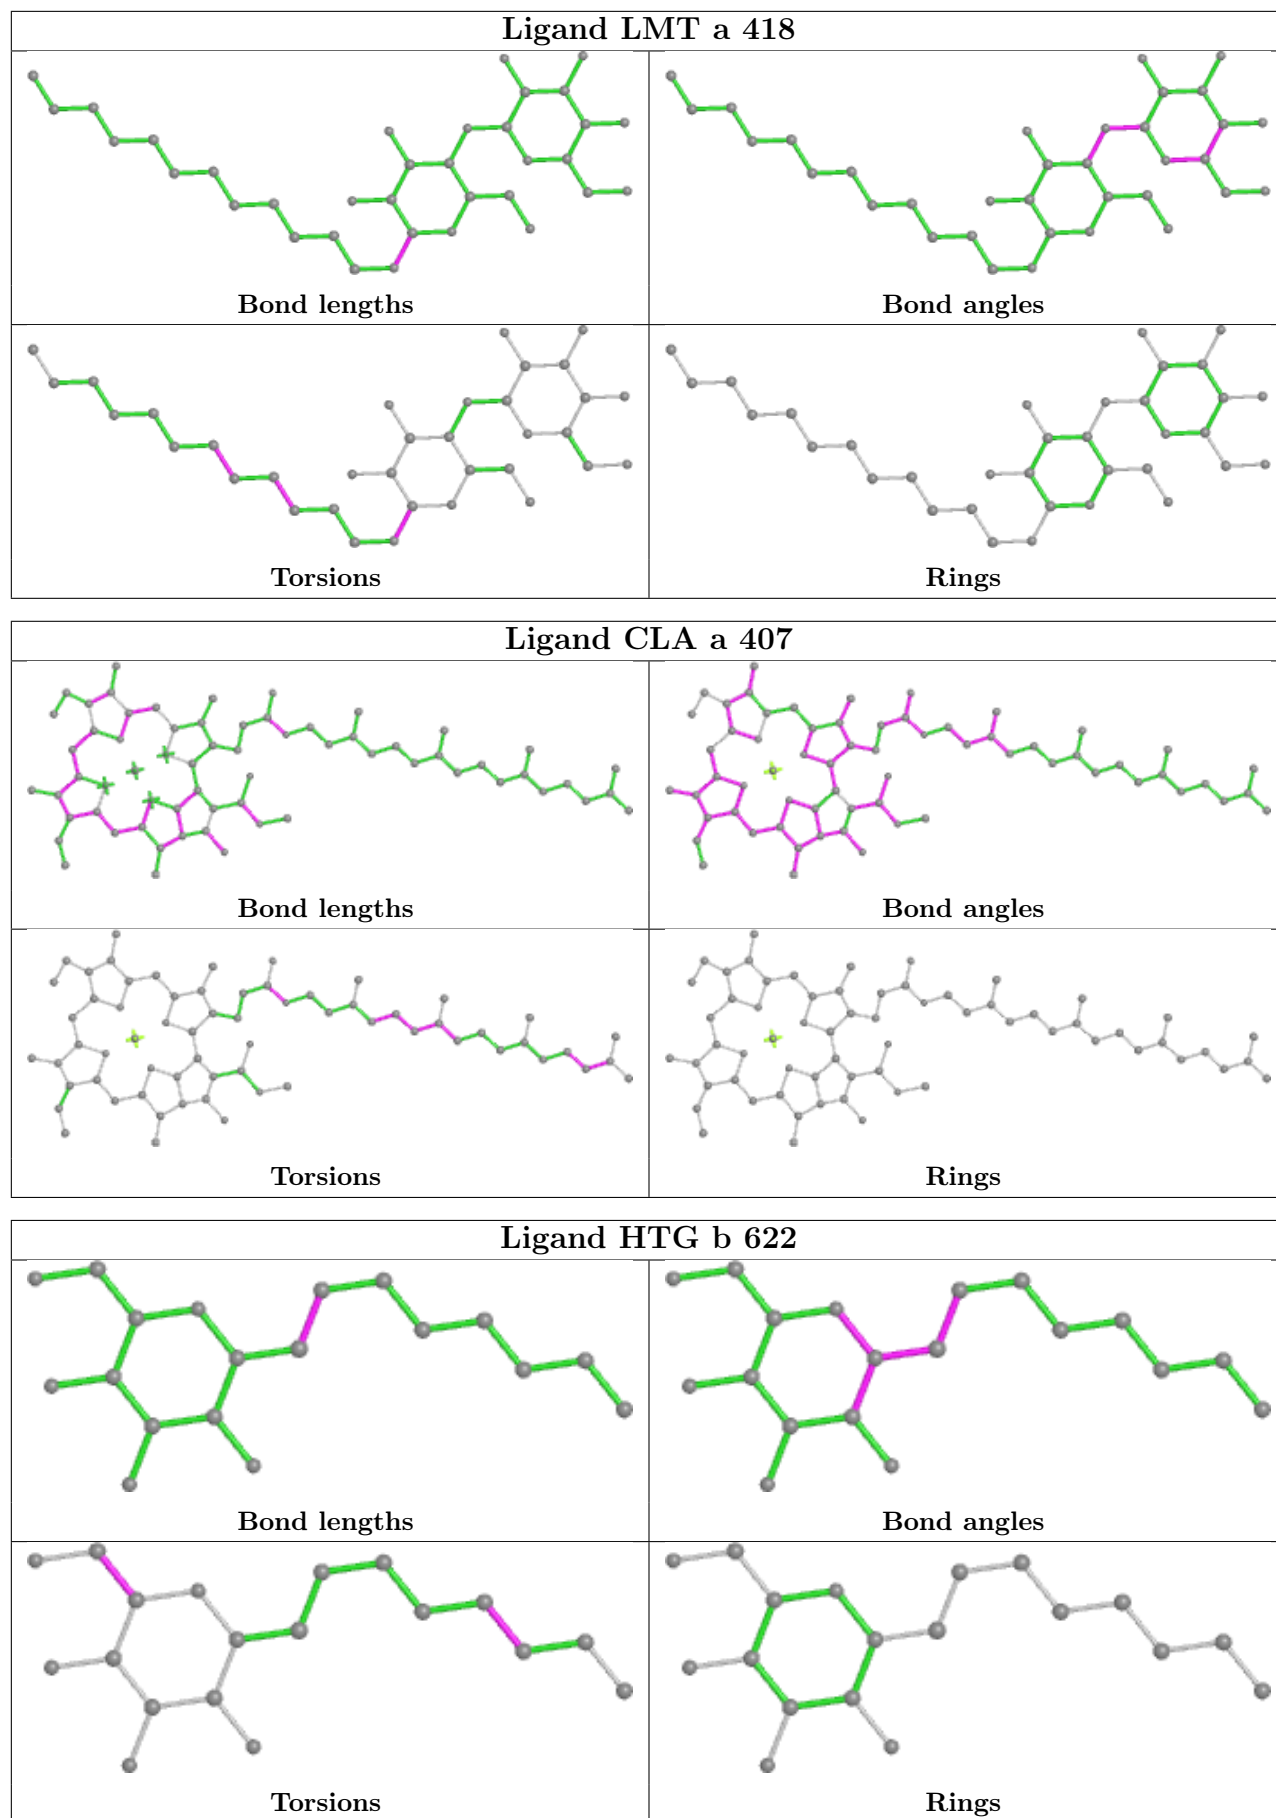 Ligand LMT a 418
Bond lengths
Bond angles
Torsions
Rings
Ligand CLA a 407
Bond lengths
Bond angles
Torsions
Rings
Ligand HTG b 622
Bond lengths
Bond angles
Torsions
Rings